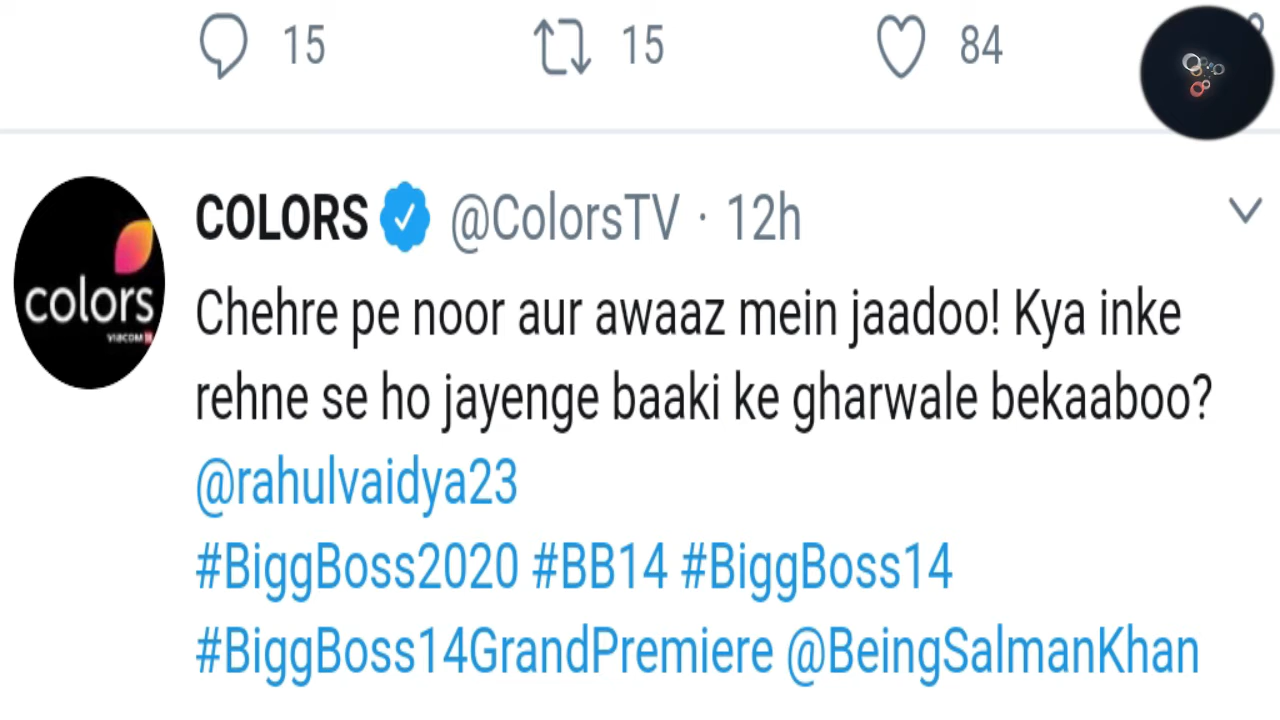 15 15 84
COLORS @ColorsTV · 12h
colors
VIACOM18
Chehre pe noor aur awaaz mein jaadoo! Kya inke
rehne se ho jayenge baaki ke gharwale bekaaboo?
@rahulvaidya23
#BiggBoss2020 #BB14 #BiggBoss14
#BiggBoss14GrandPremiere @BeingSalmanKhan